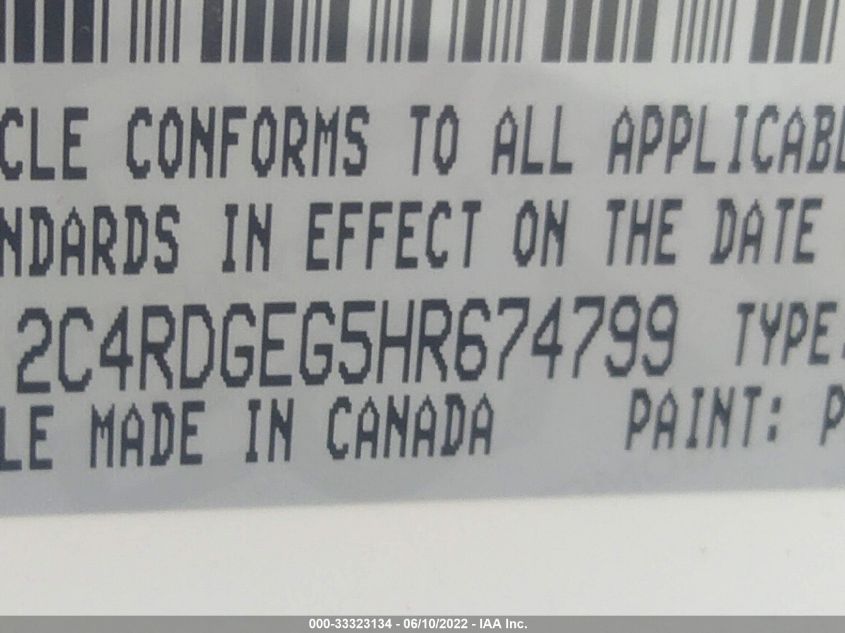 CLE CONFORMS TO ALL APPLICABL
NDARDS IN EFFECT ON THE DATE
2C4RDGEG5HR674799 TYPE:
LE MADE IN CANADA PAINT: P
000-33323134 - 06/10/2022 - IAA Inc.